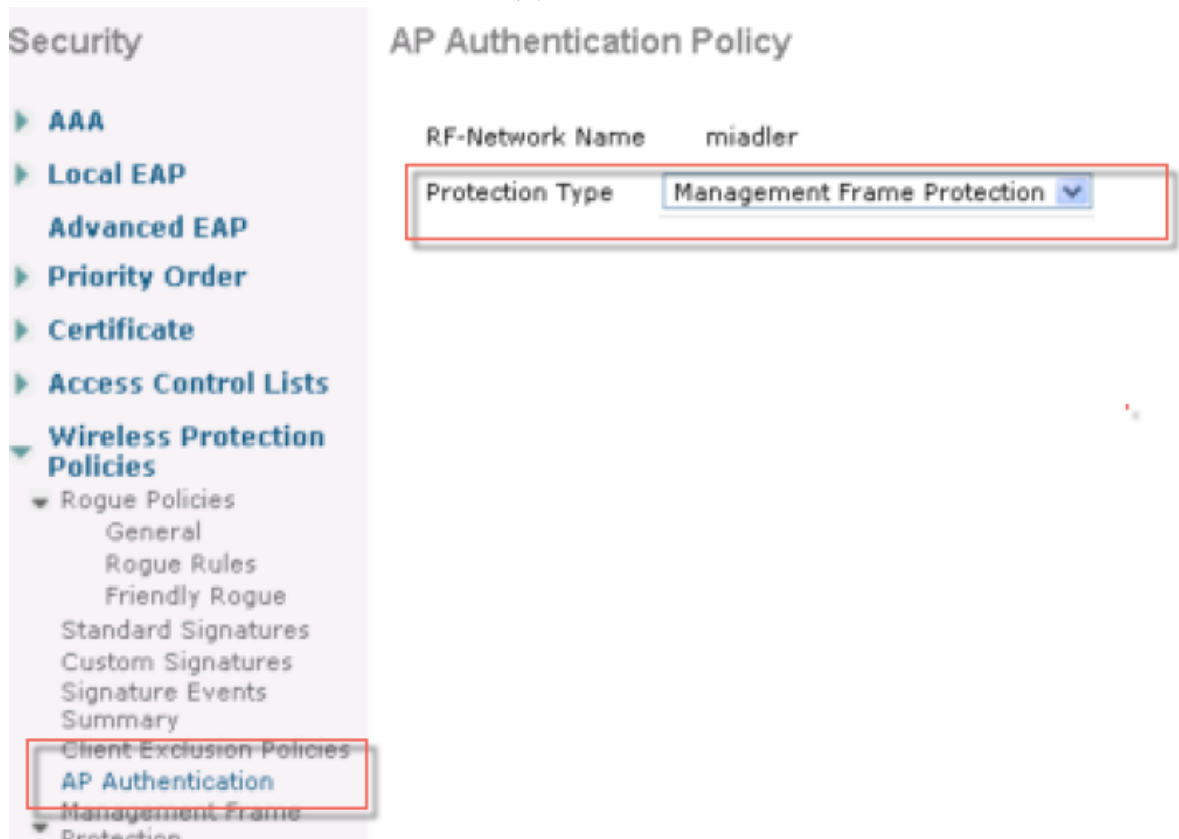 Security
AAA
Local EAP
Advanced EAP
Priority Order
Certificate
Access Control Lists
Wireless Protection
Policies
Rogue Policies
General
Rogue Rules
Friendly Rogue
Standard Signatures
Custom Signatures
Signature Events
Summary
Client Exclusion Policies
AP Authentication
Management Frame
Protection
AP Authentication Policy
RF-Network Name miadler
Protection Type Management Frame Protection